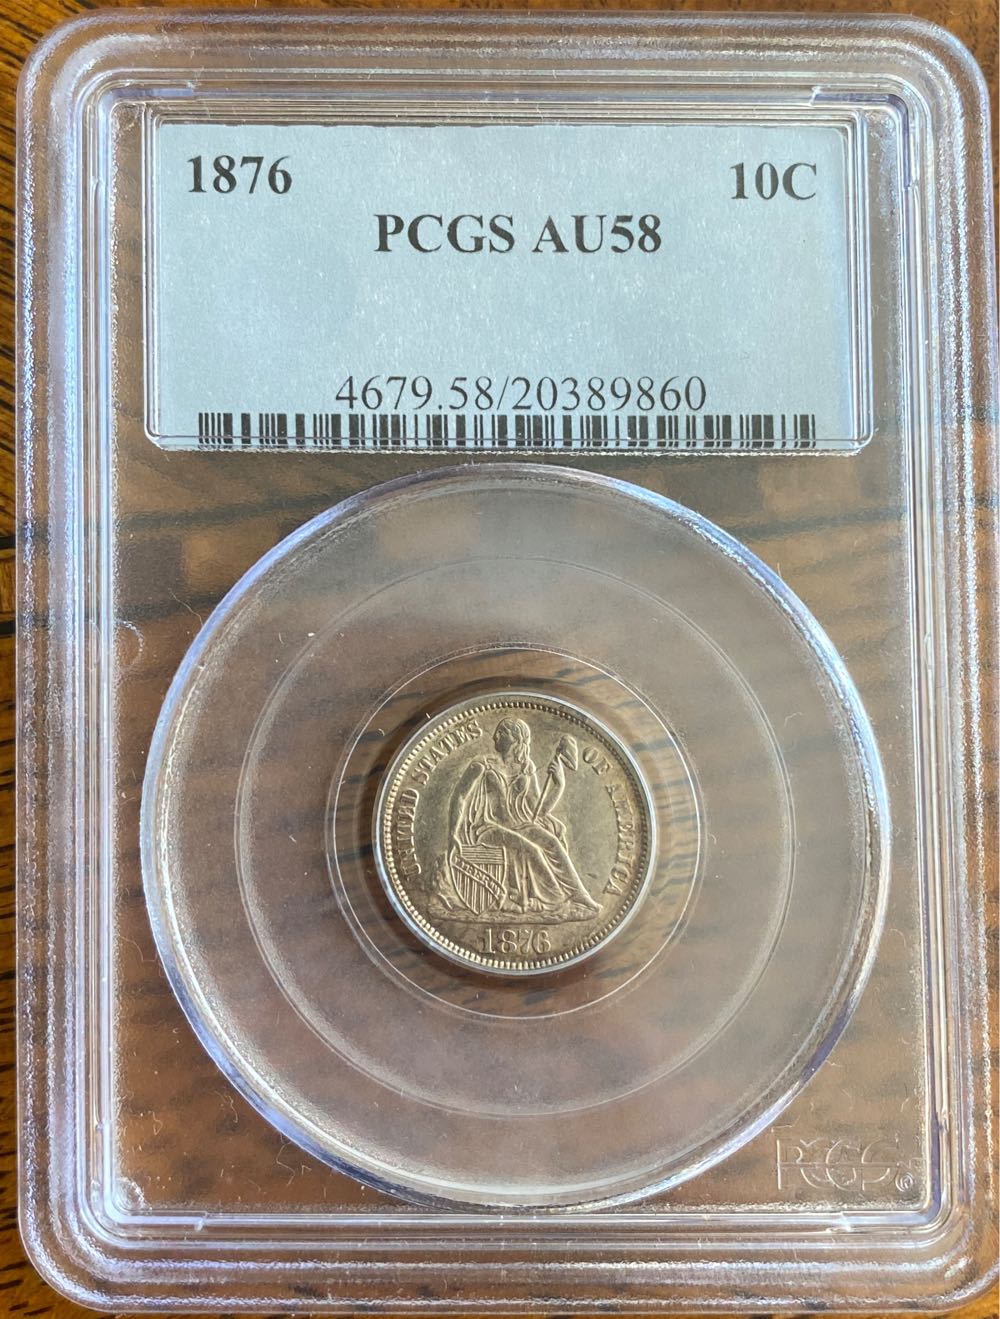 1876 10C
PCGS AU58
4679.58/20389860
UNITED STATES OF AMERICA
LIBERTY
1876
PCGS